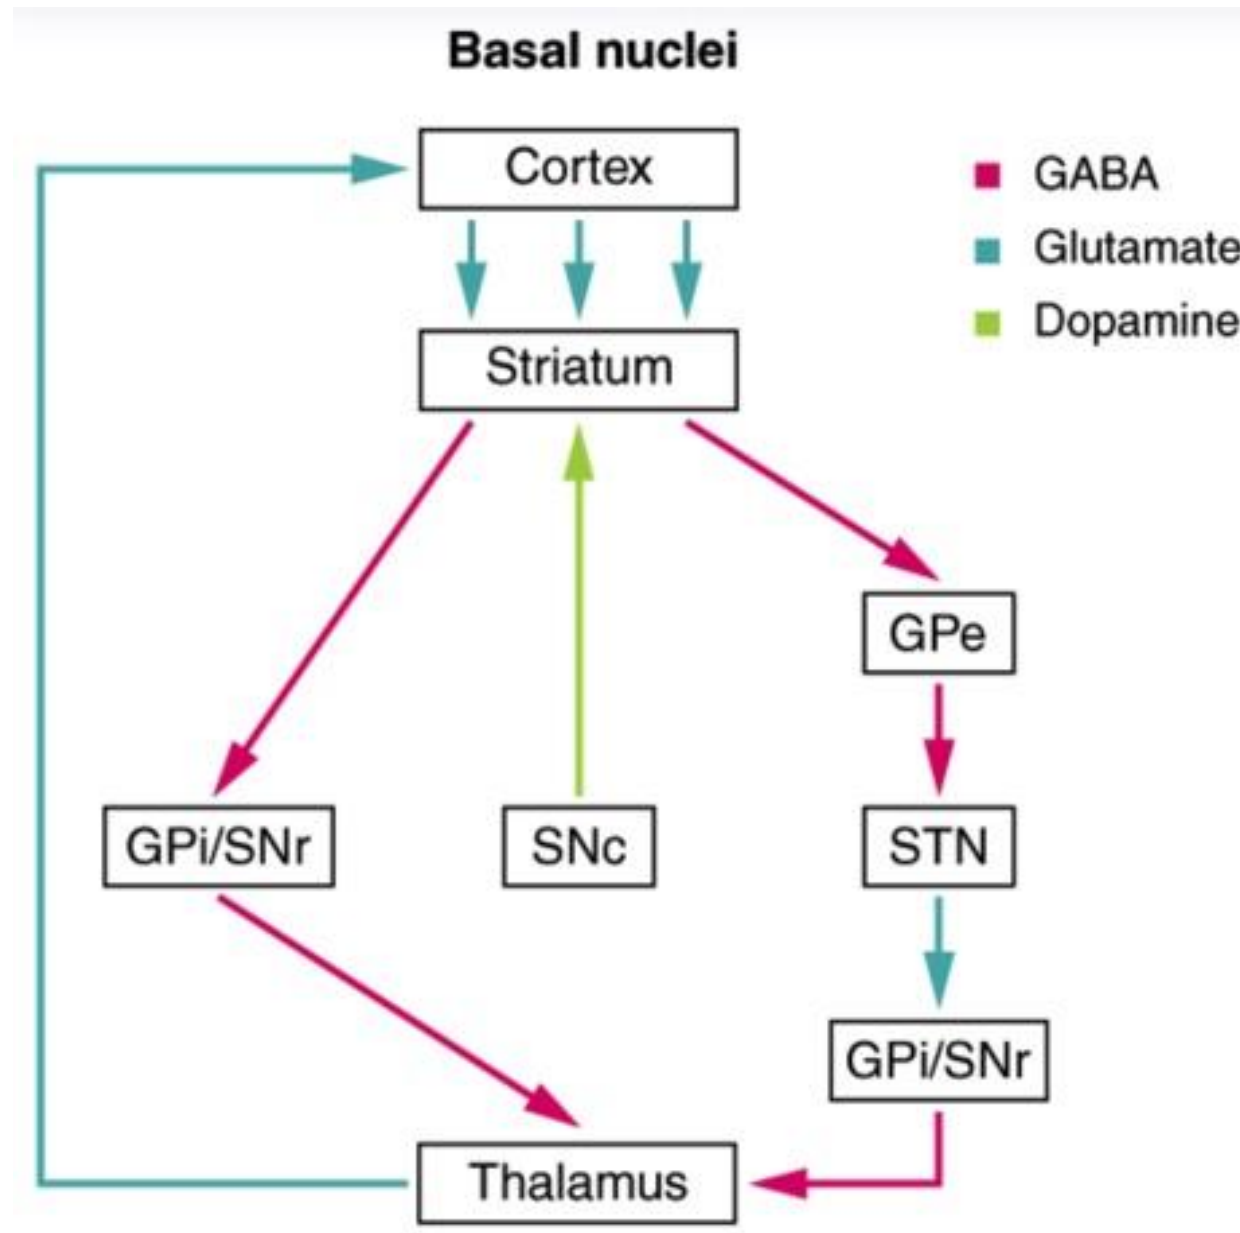 Basal nuclei
Cortex
GABA
Glutamate
Dopamine
Striatum
GPe
GPi/SNr
SNc
STN
GPi/SNr
Thalamus